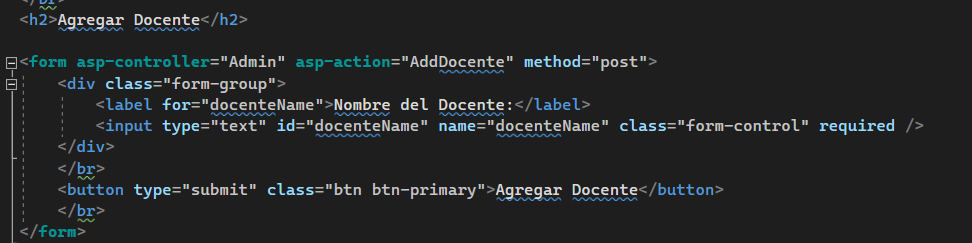 </br>
<h2>Agregar Docente</h2>
<form asp-controller="Admin" asp-action="AddDocente" method="post">
<div class="form-group">
<label for="docenteName">Nombre del Docente:</label>
<input type="text" id="docenteName" name="docenteName" class="form-control" required />
</div>
</br>
<button type="submit" class="btn btn-primary">Agregar Docente</button>
</br>
</form>